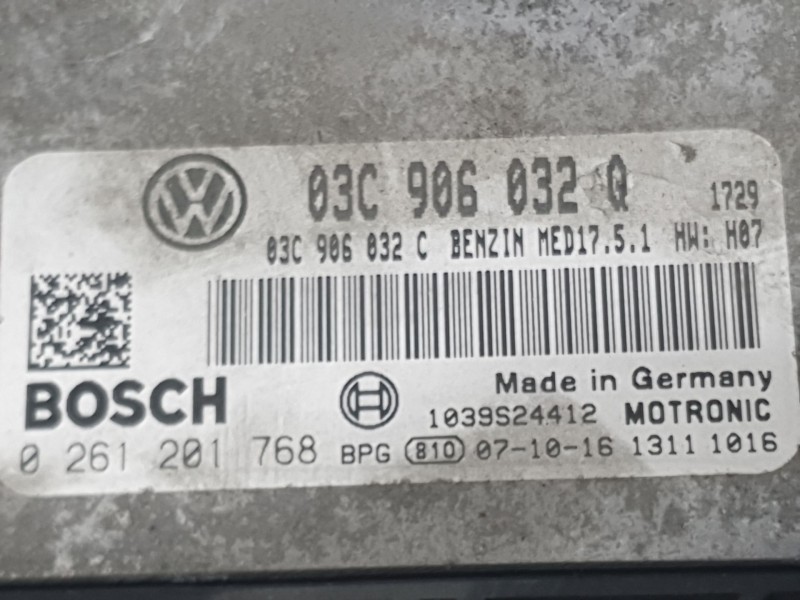 03C 906 032 Q 1729
03C 906 032 C BENZIN MED17.5.1 HW: H07
BOSCH
Made in Germany
1039S24412 MOTRONIC
0 261 201 768 BPG 810 07-10-16 1311 1016